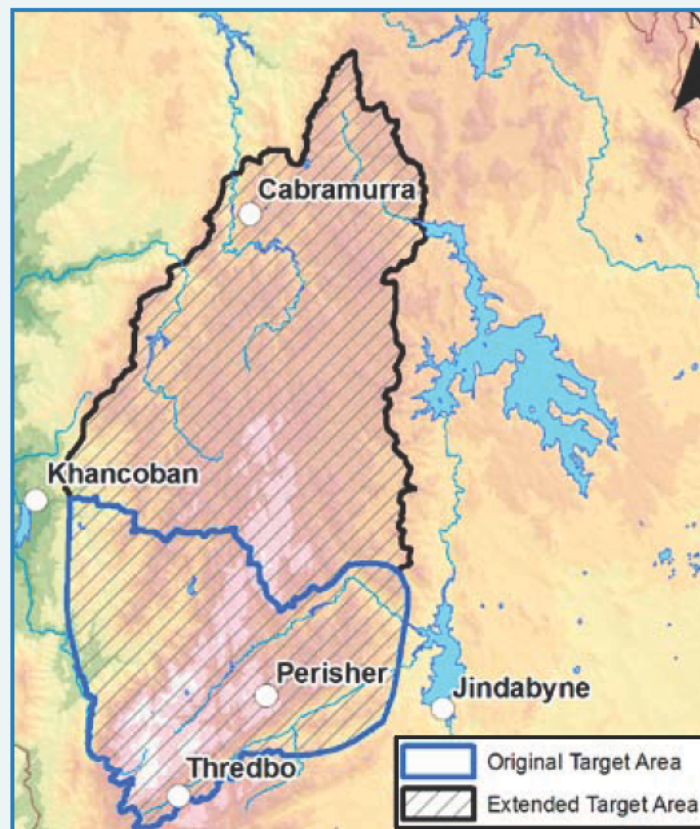 N
Cabramurra
Khancoban
Perisher
Jindabyne
Thredbo
Original Target Area
Extended Target Area